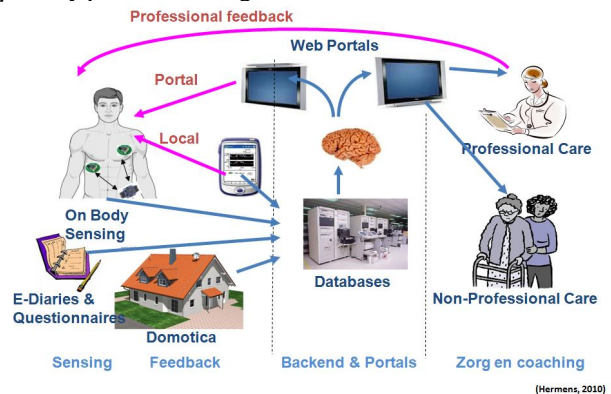 Professional feedback
Web Portals
Portal
Local
Professional Care
On Body
Sensing
Databases
E-Diaries &
Questionnaires
Domotica
Non-Professional Care
Sensing
Feedback
Backend & Portals
Zorg en coaching
(Hermens, 2010)